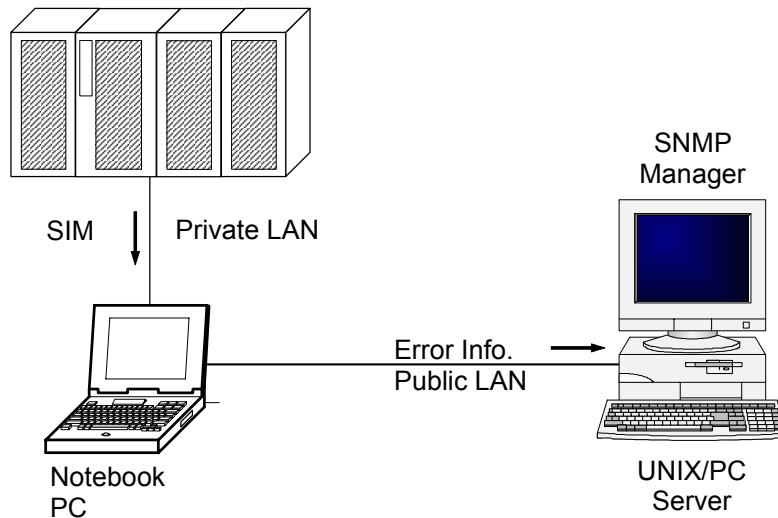 SNMP
Manager
SIM
Private LAN
Error Info.
Public LAN
Notebook
PC
UNIX/PC
Server